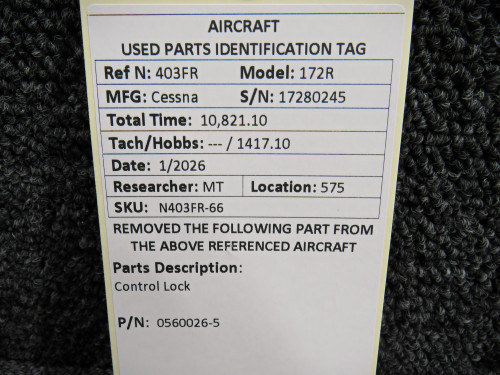 AIRCRAFT
USED PARTS IDENTIFICATION TAG
Ref N: 403FR Model: 172R
MFG: Cessna S/N: 17280245
Total Time: 10,821.10
Tach/Hobbs: --- / 1417.10
Date: 1/2026
Researcher: MT Location: 575
SKU: N403FR-66
REMOVED THE FOLLOWING PART FROM
THE ABOVE REFERENCED AIRCRAFT
Parts Description:
Control Lock
P/N: 0560026-5